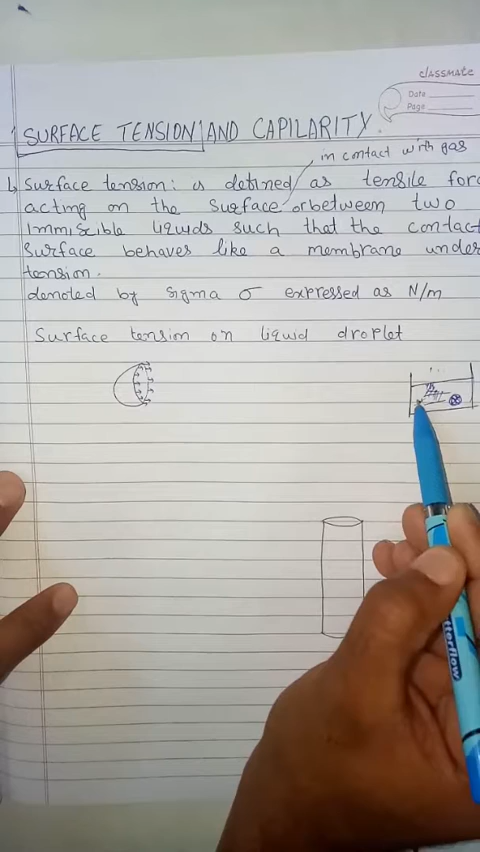 classmate
Date
Page
SURFACE TENSION AND CAPILARITY.
in contact with gas
Surface tension: is defined as tensile forc
acting on the surface or between two
immiscible liquids such that the contact
surface behaves like a membrane under
tension.
denoted by sigma σ expressed as N/m
Surface tension on liquid droplet
tterflow